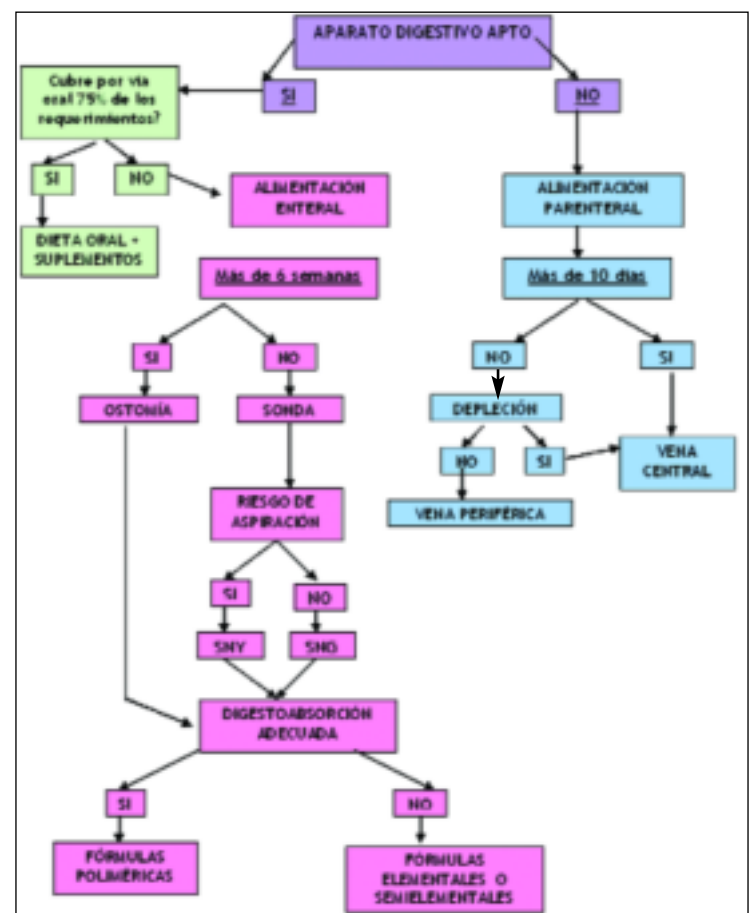 APARATO DIGESTIVO APTO
SI
NO
Cubre por vía
oral 75% de los
requerimientos?
SI
NO
DIETA ORAL +
SUPLEMENTOS
ALIMENTACIÓN
ENTERAL
Más de 6 semanas
SI
NO
OSTOMÍA
SONDA
RIESGO DE
ASPIRACIÓN
SI
NO
SNY
SNG
DIGESTOABSORCIÓN
ADECUADA
SI
NO
FÓRMULAS
POLIMÉRICAS
FÓRMULAS
ELEMENTALES O
SEMIELEMENTALES
ALIMENTACIÓN
PARENTERAL
Más de 10 días
NO
SI
DEPLECIÓN
NO
SI
VENA PERIFÉRICA
VENA
CENTRAL